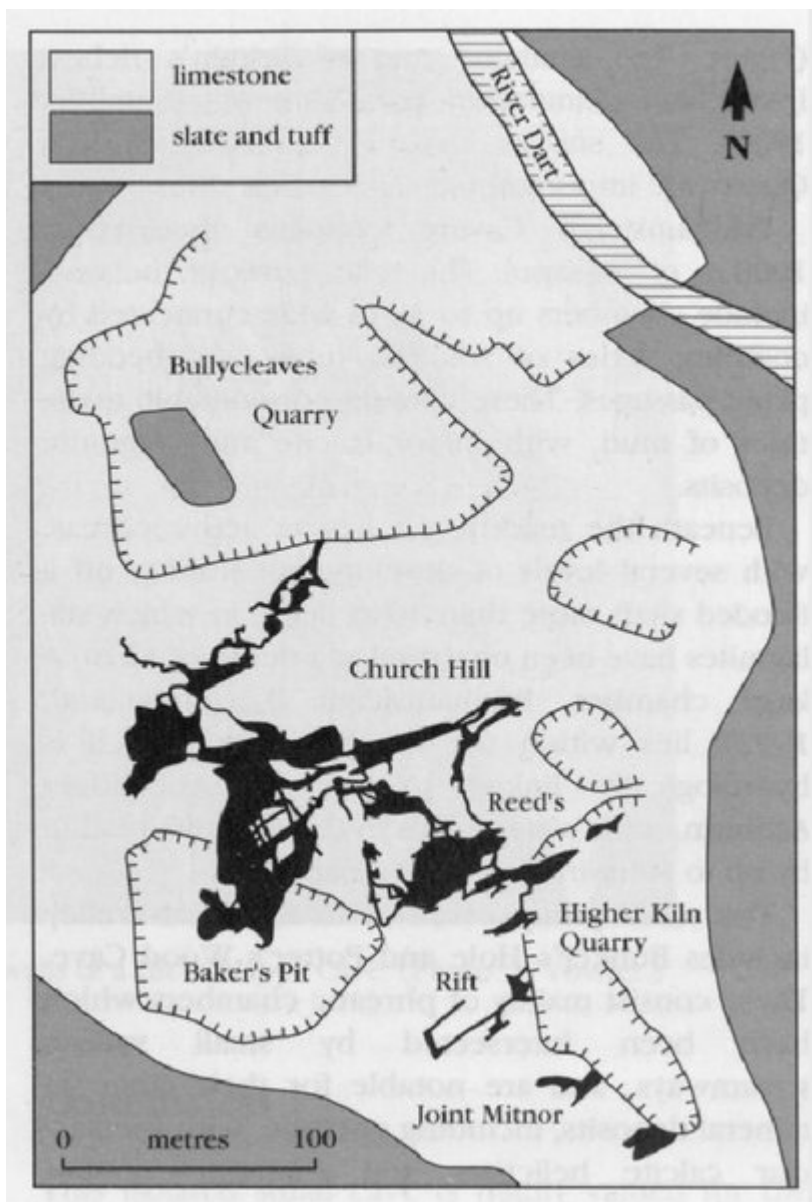 limestone
slate and tuff
River Dart
N
Bullycleaves
Quarry
Church Hill
Reed's
Higher Kiln
Quarry
Baker's Pit
Rift
Joint Mitnor
0 metres 100